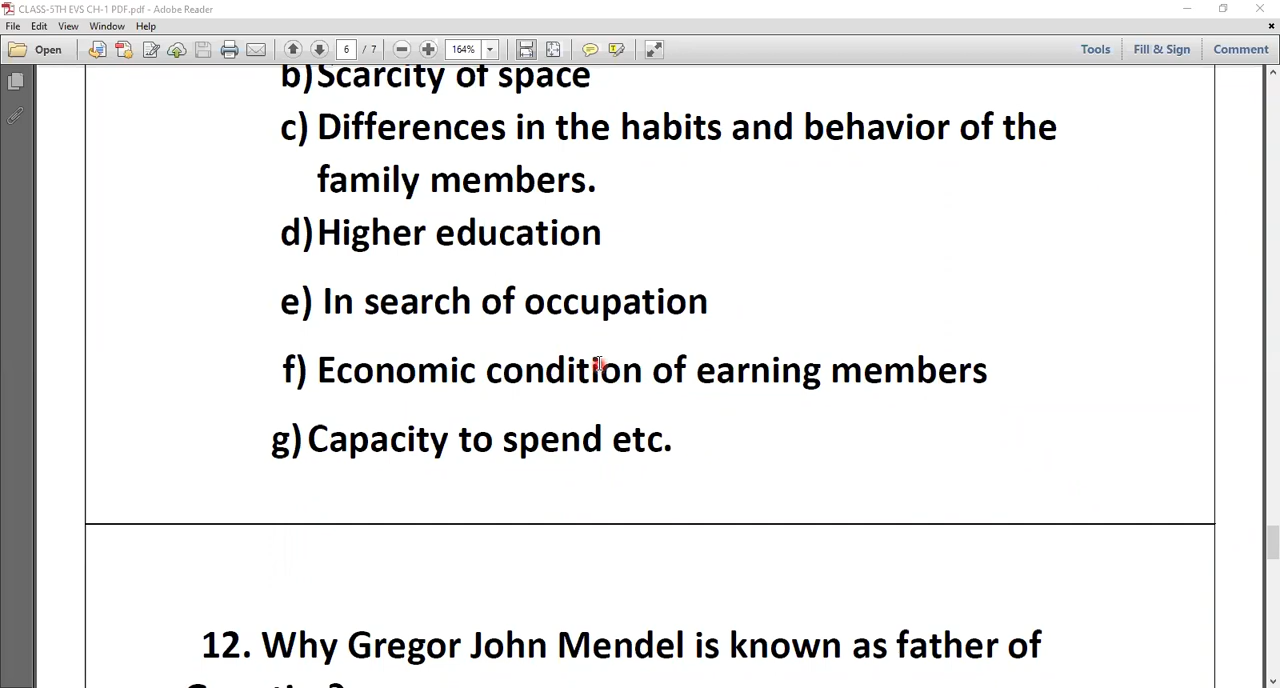 CLASS-5TH EVS CH-1 PDF.pdf - Adobe Reader
File Edit View Window Help
Open 6 / 7 164% Tools Fill & Sign Comment
b)Scarcity of space
c) Differences in the habits and behavior of the
family members.
d)Higher education
e) In search of occupation
f) Economic condition of earning members
g)Capacity to spend etc.
12. Why Gregor John Mendel is known as father of